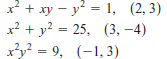 x² + xy − y² = 1, (2, 3)
x² + y² = 25, (3, −4)
x²y² = 9, (−1, 3)